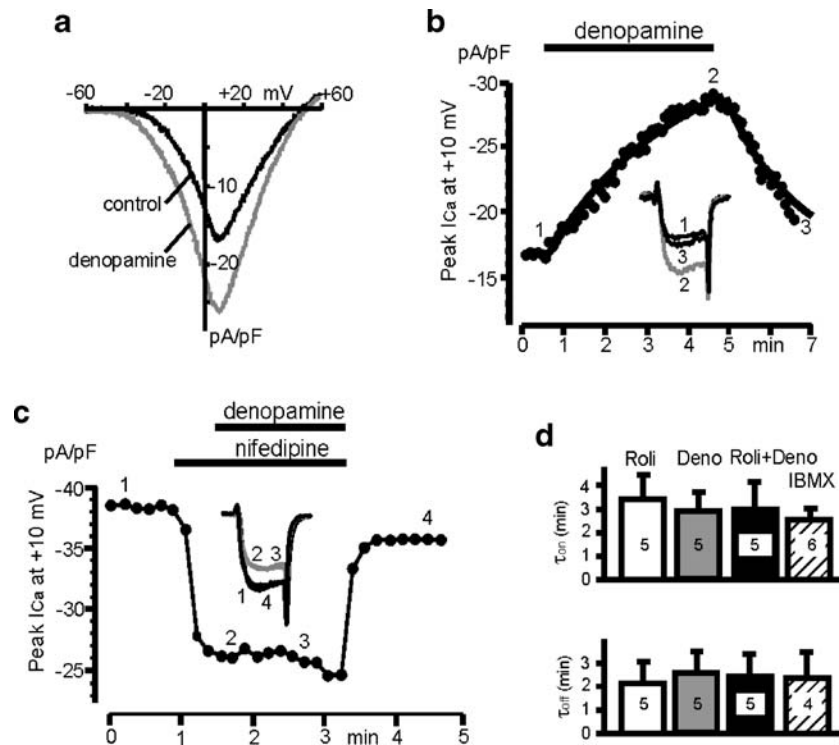 a
-60 -20 +20 mV +60
-10
control
denopamine
-20
pA/pF
b
denopamine
pA/pF
-30
-25
-20
-15
Peak ICa at +10 mV
1
2
3
1
3
2
0 1 2 3 4 5 min 7
c
denopamine
nifedipine
pA/pF
-40
-35
-30
-25
Peak ICa at +10 mV
1
2
3
4
2 3
1 4
0 1 2 min 3 4 5
d
Roli Deno Roli+Deno
IBMX
τon (min)
4
3
2
1
0
5 5 5 6
τoff (min)
3
2
1
0
5 5 5 4